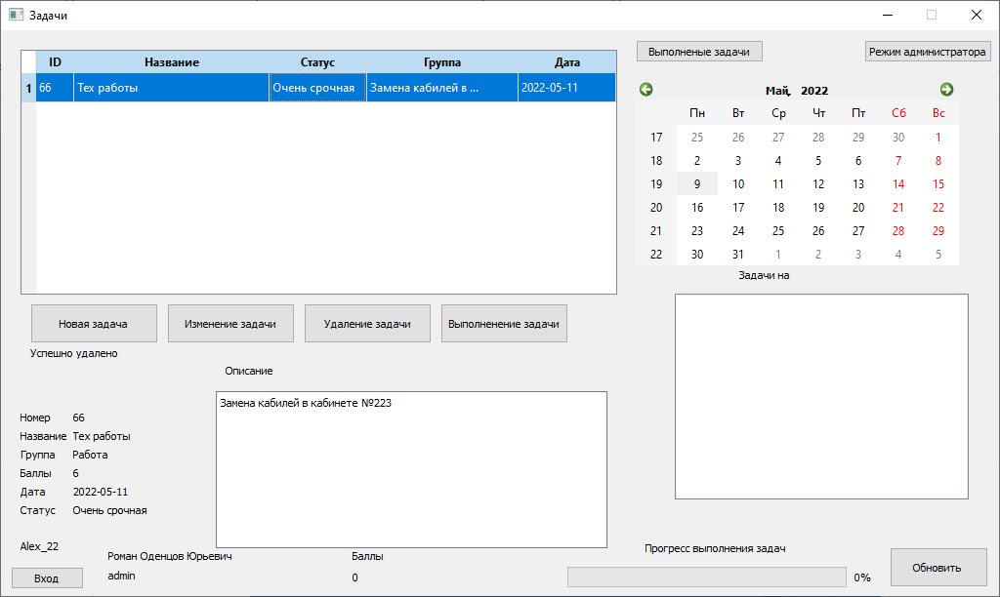 Задачи
ID Название Статус Группа Дата
1 66 Тех работы Очень срочная Замена кабилей в ... 2022-05-11
Новая задача Изменение задачи Удаление задачи Выполненение задачи
Успешно удалено
Описание
Замена кабилей в кабинете №223
Номер 66
Название Тех работы
Группа Работа
Баллы 6
Дата 2022-05-11
Статус Очень срочная
Alex_22
Роман Оденцов Юрьевич
admin
Баллы
0
Вход
Выполненые задачи
Режим администратора
Май, 2022
Пн Вт Ср Чт Пт Сб Вс
17 25 26 27 28 29 30 1
18 2 3 4 5 6 7 8
19 9 10 11 12 13 14 15
20 16 17 18 19 20 21 22
21 23 24 25 26 27 28 29
22 30 31 1 2 3 4 5
Задачи на
Прогресс выполнения задач
0%
Обновить